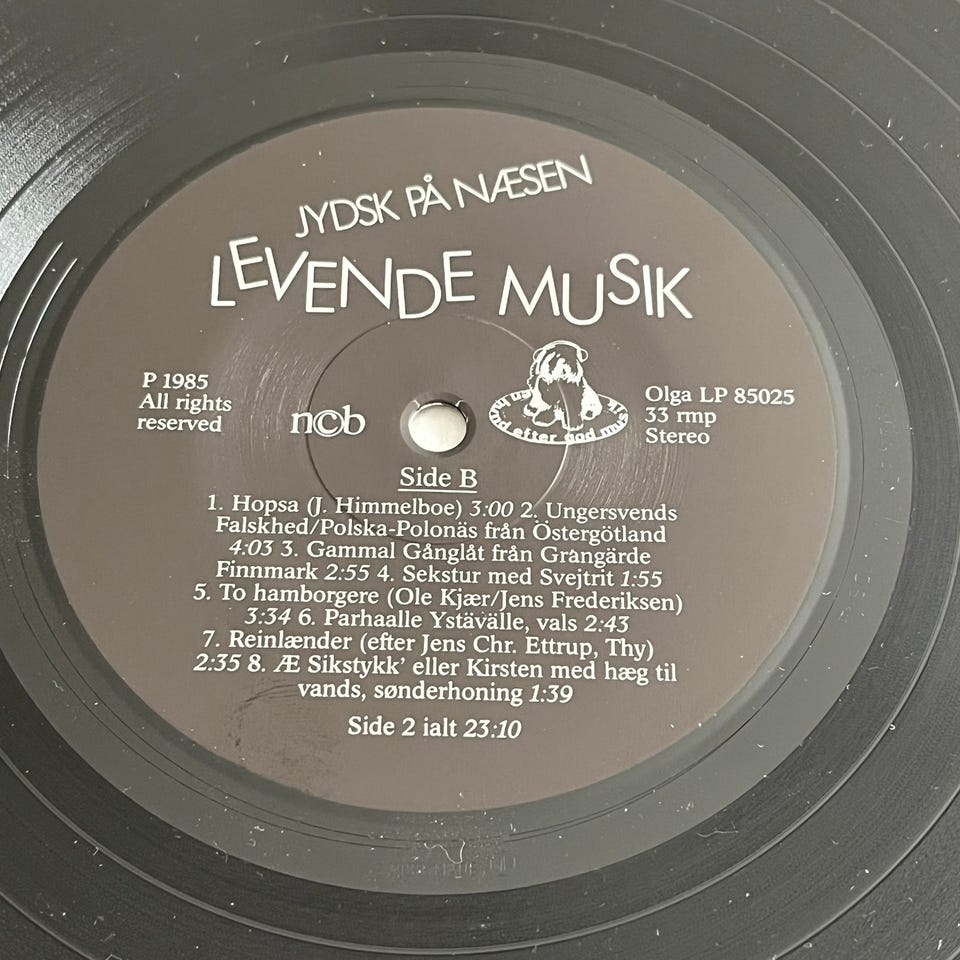 JYDSK PÅ NÆSEN
LEVENDE MUSIK
P 1985
All rights
reserved
n©b
efter god musik
Olga LP 85025
33 rmp
Stereo
Side B
1. Hopsa (J. Himmelboe) 3:00 2. Ungersvends
Falskhed/Polska-Polonäs från Östergötland
4:03 3. Gammal Gånglåt från Grangärde
Finnmark 2:55 4. Sekstur med Svejtrit 1:55
5. To hamborgere (Ole Kjær/Jens Frederiksen)
3:34 6. Parhaalle Ystävälle, vals 2:43
7. Reinlænder (efter Jens Chr. Ettrup, Thy)
2:35 8. Æ Sikstykk' eller Kirsten med hæg til
vands, sønderhoning 1:39
Side 2 ialt 23:10